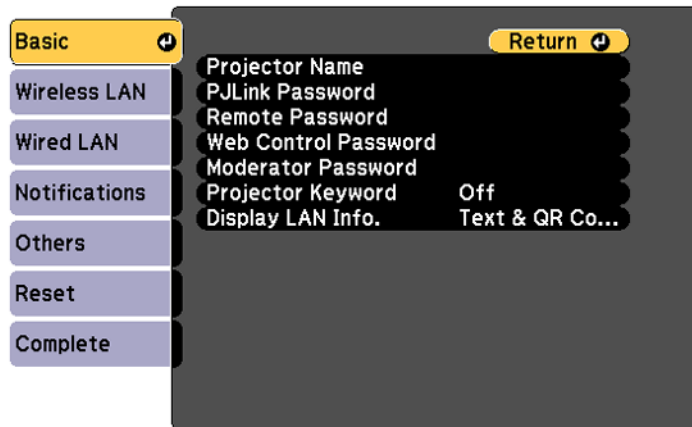 Basic
Wireless LAN
Wired LAN
Notifications
Others
Reset
Complete
Return
Projector Name
PJLink Password
Remote Password
Web Control Password
Moderator Password
Projector Keyword Off
Display LAN Info. Text & QR Co...